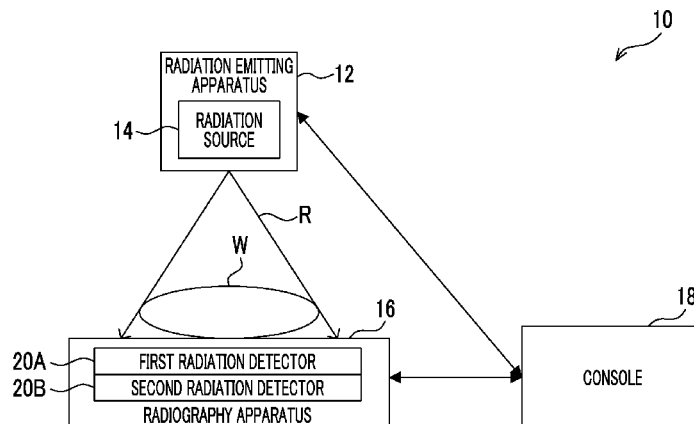 10
RADIATION EMITTING
APPARATUS
12
14
RADIATION
SOURCE
R
W
16
18
20A
FIRST RADIATION DETECTOR
20B
SECOND RADIATION DETECTOR
RADIOGRAPHY APPARATUS
CONSOLE